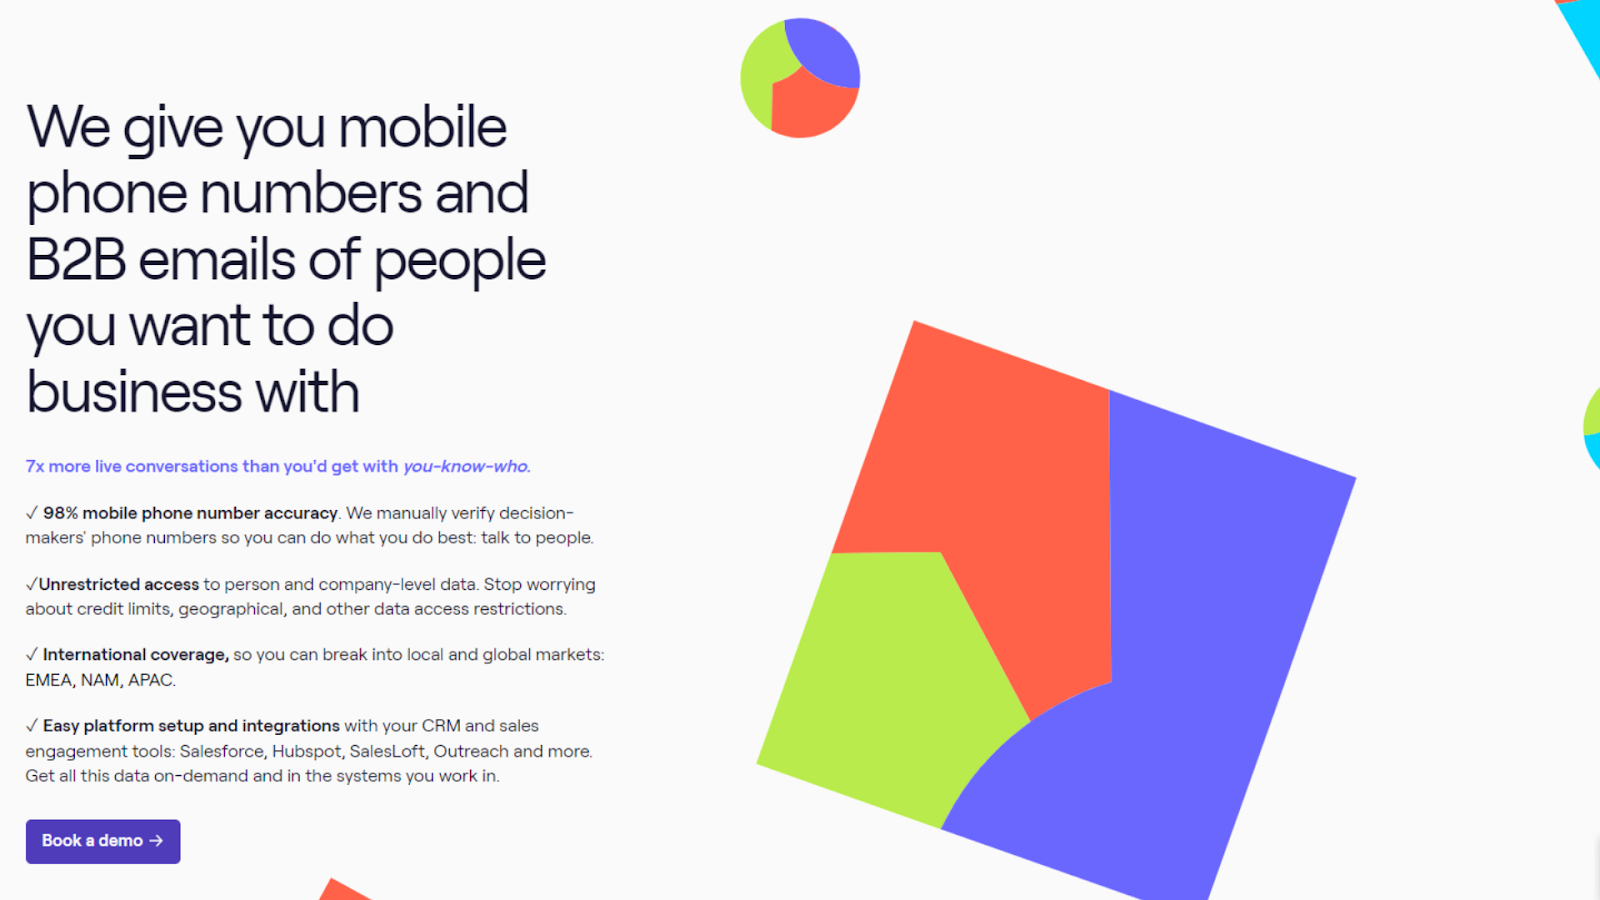 We give you mobile
phone numbers and
B2B emails of people
you want to do
business with
7x more live conversations than you'd get with you-know-who.
✓ 98% mobile phone number accuracy. We manually verify decision-
makers' phone numbers so you can do what you do best: talk to people.
✓Unrestricted access to person and company-level data. Stop worrying
about credit limits, geographical, and other data access restrictions.
✓ International coverage, so you can break into local and global markets:
EMEA, NAM, APAC.
✓ Easy platform setup and integrations with your CRM and sales
engagement tools: Salesforce, Hubspot, SalesLoft, Outreach and more.
Get all this data on-demand and in the systems you work in.
Book a demo →